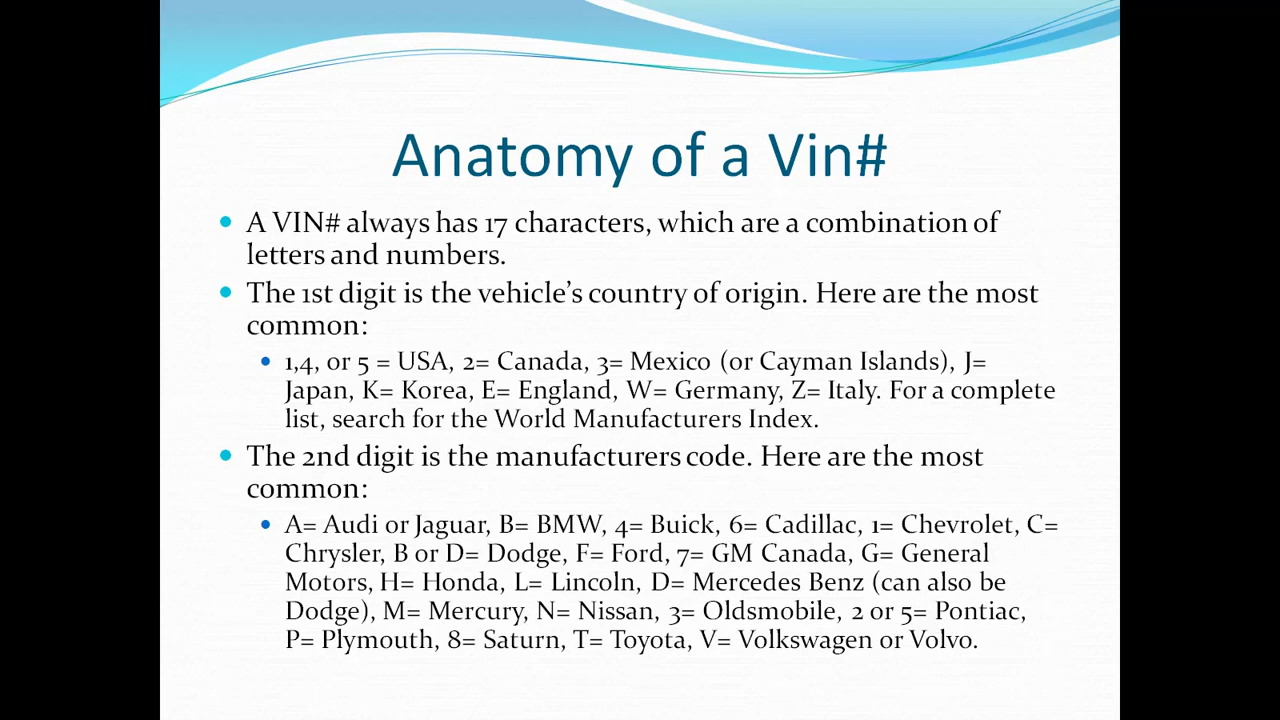 Anatomy of a Vin#
A VIN# always has 17 characters, which are a combination of
letters and numbers.
The 1st digit is the vehicle's country of origin. Here are the most
common:
1,4, or 5 = USA, 2= Canada, 3= Mexico (or Cayman Islands), J=
Japan, K= Korea, E= England, W= Germany, Z= Italy. For a complete
list, search for the World Manufacturers Index.
The 2nd digit is the manufacturers code. Here are the most
common:
A= Audi or Jaguar, B= BMW, 4= Buick, 6= Cadillac, 1= Chevrolet, C=
Chrysler, B or D= Dodge, F= Ford, 7= GM Canada, G= General
Motors, H= Honda, L= Lincoln, D= Mercedes Benz (can also be
Dodge), M= Mercury, N= Nissan, 3= Oldsmobile, 2 or 5= Pontiac,
P= Plymouth, 8= Saturn, T= Toyota, V= Volkswagen or Volvo.